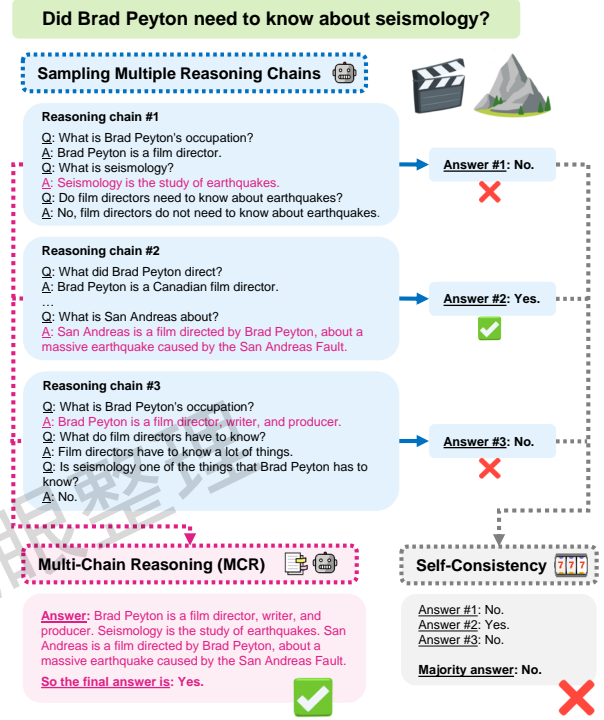 Did Brad Peyton need to know about seismology?
Sampling Multiple Reasoning Chains
Reasoning chain #1
Q: What is Brad Peyton's occupation?
A: Brad Peyton is a film director.
Q: What is seismology?
A: Seismology is the study of earthquakes.
Q: Do film directors need to know about earthquakes?
A: No, film directors do not need to know about earthquakes.
Answer #1: No.
Reasoning chain #2
Q: What did Brad Peyton direct?
A: Brad Peyton is a Canadian film director.
…
Q: What is San Andreas about?
A: San Andreas is a film directed by Brad Peyton, about a
massive earthquake caused by the San Andreas Fault.
Answer #2: Yes.
Reasoning chain #3
Q: What is Brad Peyton's occupation?
A: Brad Peyton is a film director, writer, and producer.
Q: What do film directors have to know?
A: Film directors have to know a lot of things.
Q: Is seismology one of the things that Brad Peyton has to
know?
A: No.
Answer #3: No.
Multi-Chain Reasoning (MCR)
Answer: Brad Peyton is a film director, writer, and
producer. Seismology is the study of earthquakes. San
Andreas is a film directed by Brad Peyton, about a
massive earthquake caused by the San Andreas Fault.
So the final answer is: Yes.
Self-Consistency
777
Answer #1: No.
Answer #2: Yes.
Answer #3: No.
Majority answer: No.
眼整理